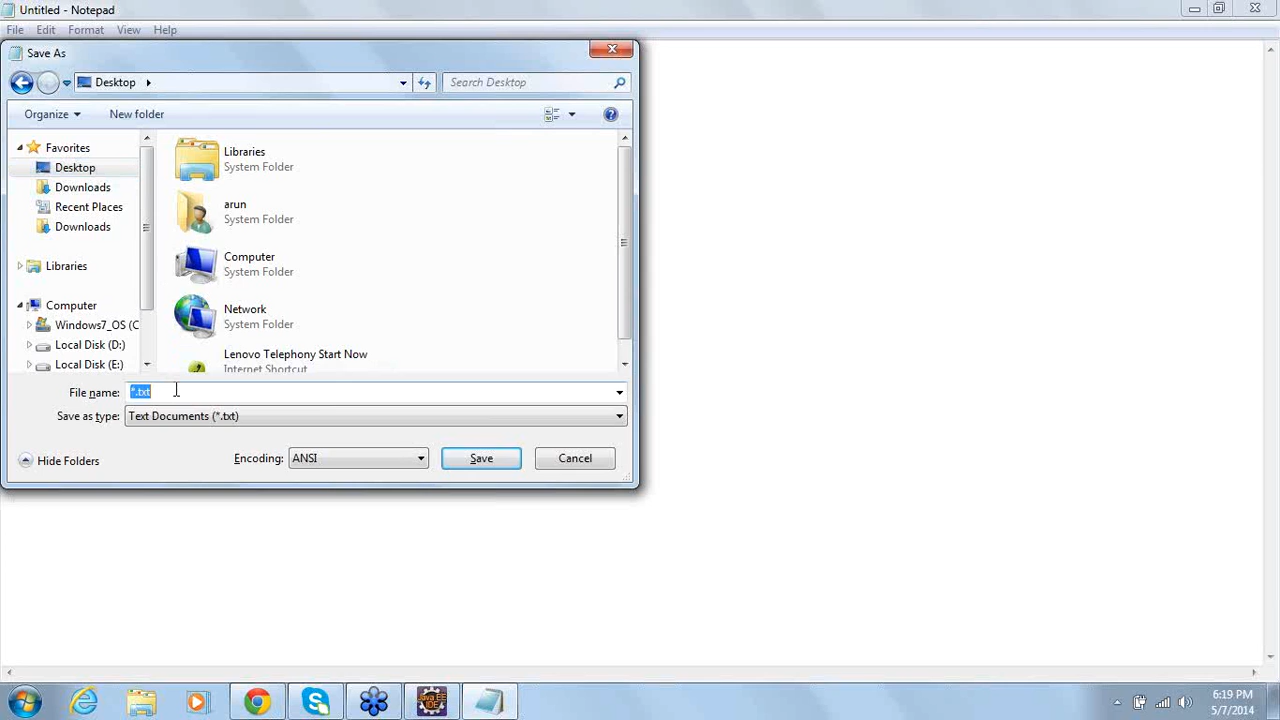 Untitled - Notepad
File Edit Format View Help
Save As
Desktop
Search Desktop
Organize New folder
Favorites
Desktop
Downloads
Recent Places
Downloads
Libraries
Computer
Windows7_OS (C
Local Disk (D:)
Local Disk (E:)
Libraries
System Folder
arun
System Folder
Computer
System Folder
Network
System Folder
Lenovo Telephony Start Now
Internet Shortcut
File name: *.txt
Save as type: Text Documents (*.txt)
Hide Folders
Encoding: ANSI
Save
Cancel
Java EE
IDE
6:19 PM
5/7/2014